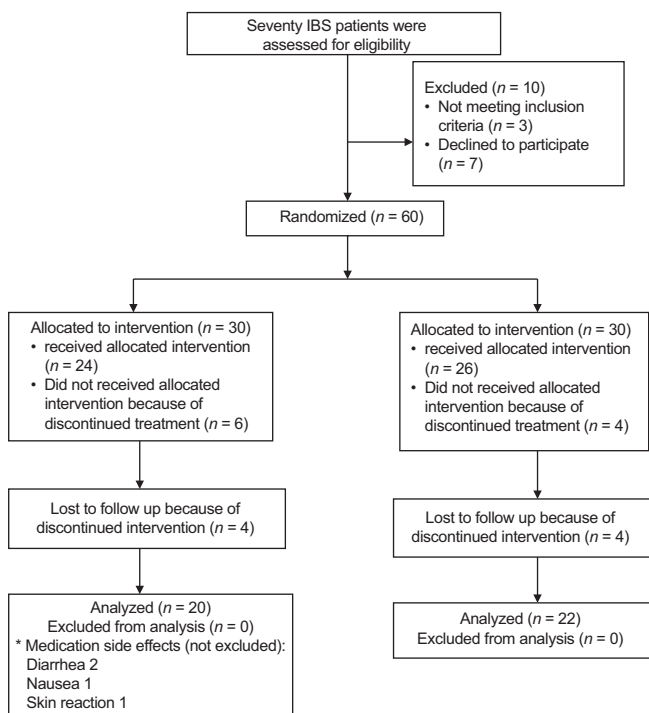 Seventy IBS patients were
assessed for eligibility
Excluded (n = 10)
• Not meeting inclusion
criteria (n = 3)
• Declined to participate
(n = 7)
Randomized (n = 60)
Allocated to intervention (n = 30)
• received allocated intervention
(n = 24)
• Did not received allocated
intervention because of
discontinued treatment (n = 6)
Allocated to intervention (n = 30)
• received allocated intervention
(n = 26)
• Did not received allocated
intervention because of
discontinued treatment (n = 4)
Lost to follow up because of
discontinued intervention (n = 4)
Lost to follow up because of
discontinued intervention (n = 4)
Analyzed (n = 20)
Excluded from analysis (n = 0)
* Medication side effects (not excluded):
Diarrhea 2
Nausea 1
Skin reaction 1
Analyzed (n = 22)
Excluded from analysis (n = 0)